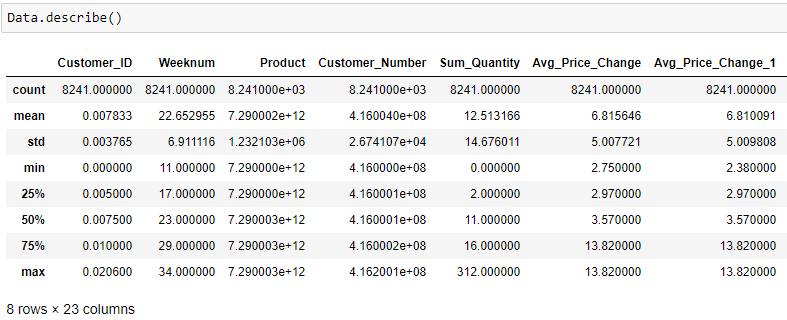 Data.describe()
Customer_ID Weeknum Product Customer_Number Sum_Quantity Avg_Price_Change Avg_Price_Change_1
count 8241.000000 8241.000000 8.241000e+03 8.241000e+03 8241.000000 8241.000000 8241.000000
mean 0.007833 22.652955 7.290002e+12 4.160040e+08 12.513166 6.815646 6.810091
std 0.003765 6.911116 1.232103e+06 2.674107e+04 14.676011 5.007721 5.009808
min 0.000000 11.000000 7.290000e+12 4.160000e+08 0.000000 2.750000 2.380000
25% 0.005000 17.000000 7.290000e+12 4.160001e+08 2.000000 2.970000 2.970000
50% 0.007500 23.000000 7.290003e+12 4.160001e+08 11.000000 3.570000 3.570000
75% 0.010000 29.000000 7.290003e+12 4.160002e+08 16.000000 13.820000 13.820000
max 0.020600 34.000000 7.290003e+12 4.162001e+08 312.000000 13.820000 13.820000
8 rows × 23 columns